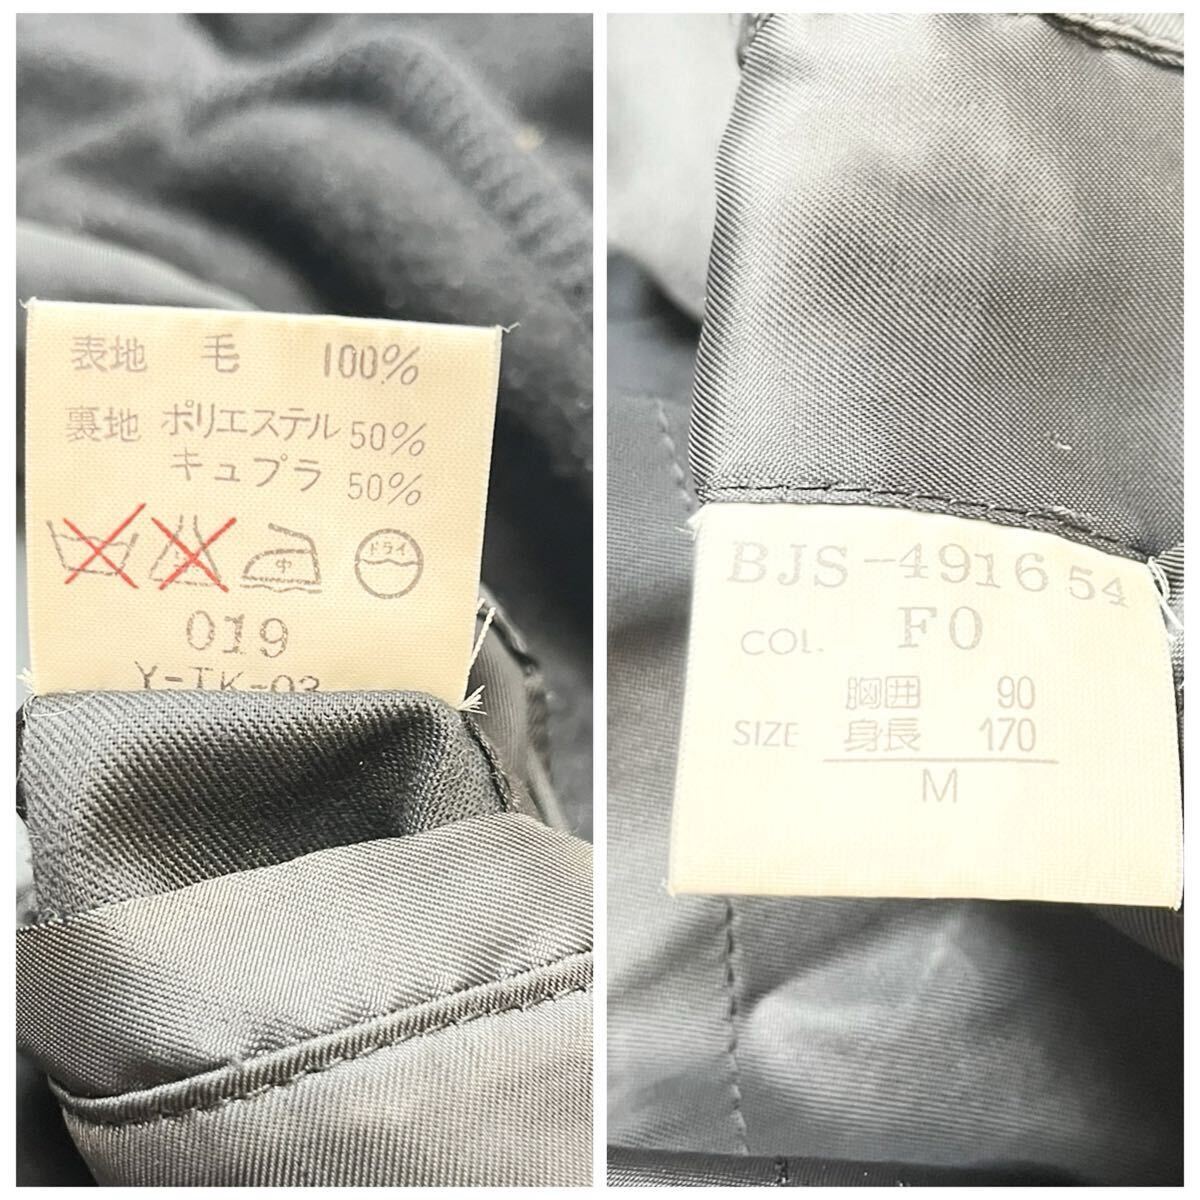 表地 毛 100%
裏地 ポリエステル 50%
キュプラ 50%
中 ドライ
019
Y-TK-03
BJS-4916 54
COL. F0
胸囲 90
SIZE 身長 170
M